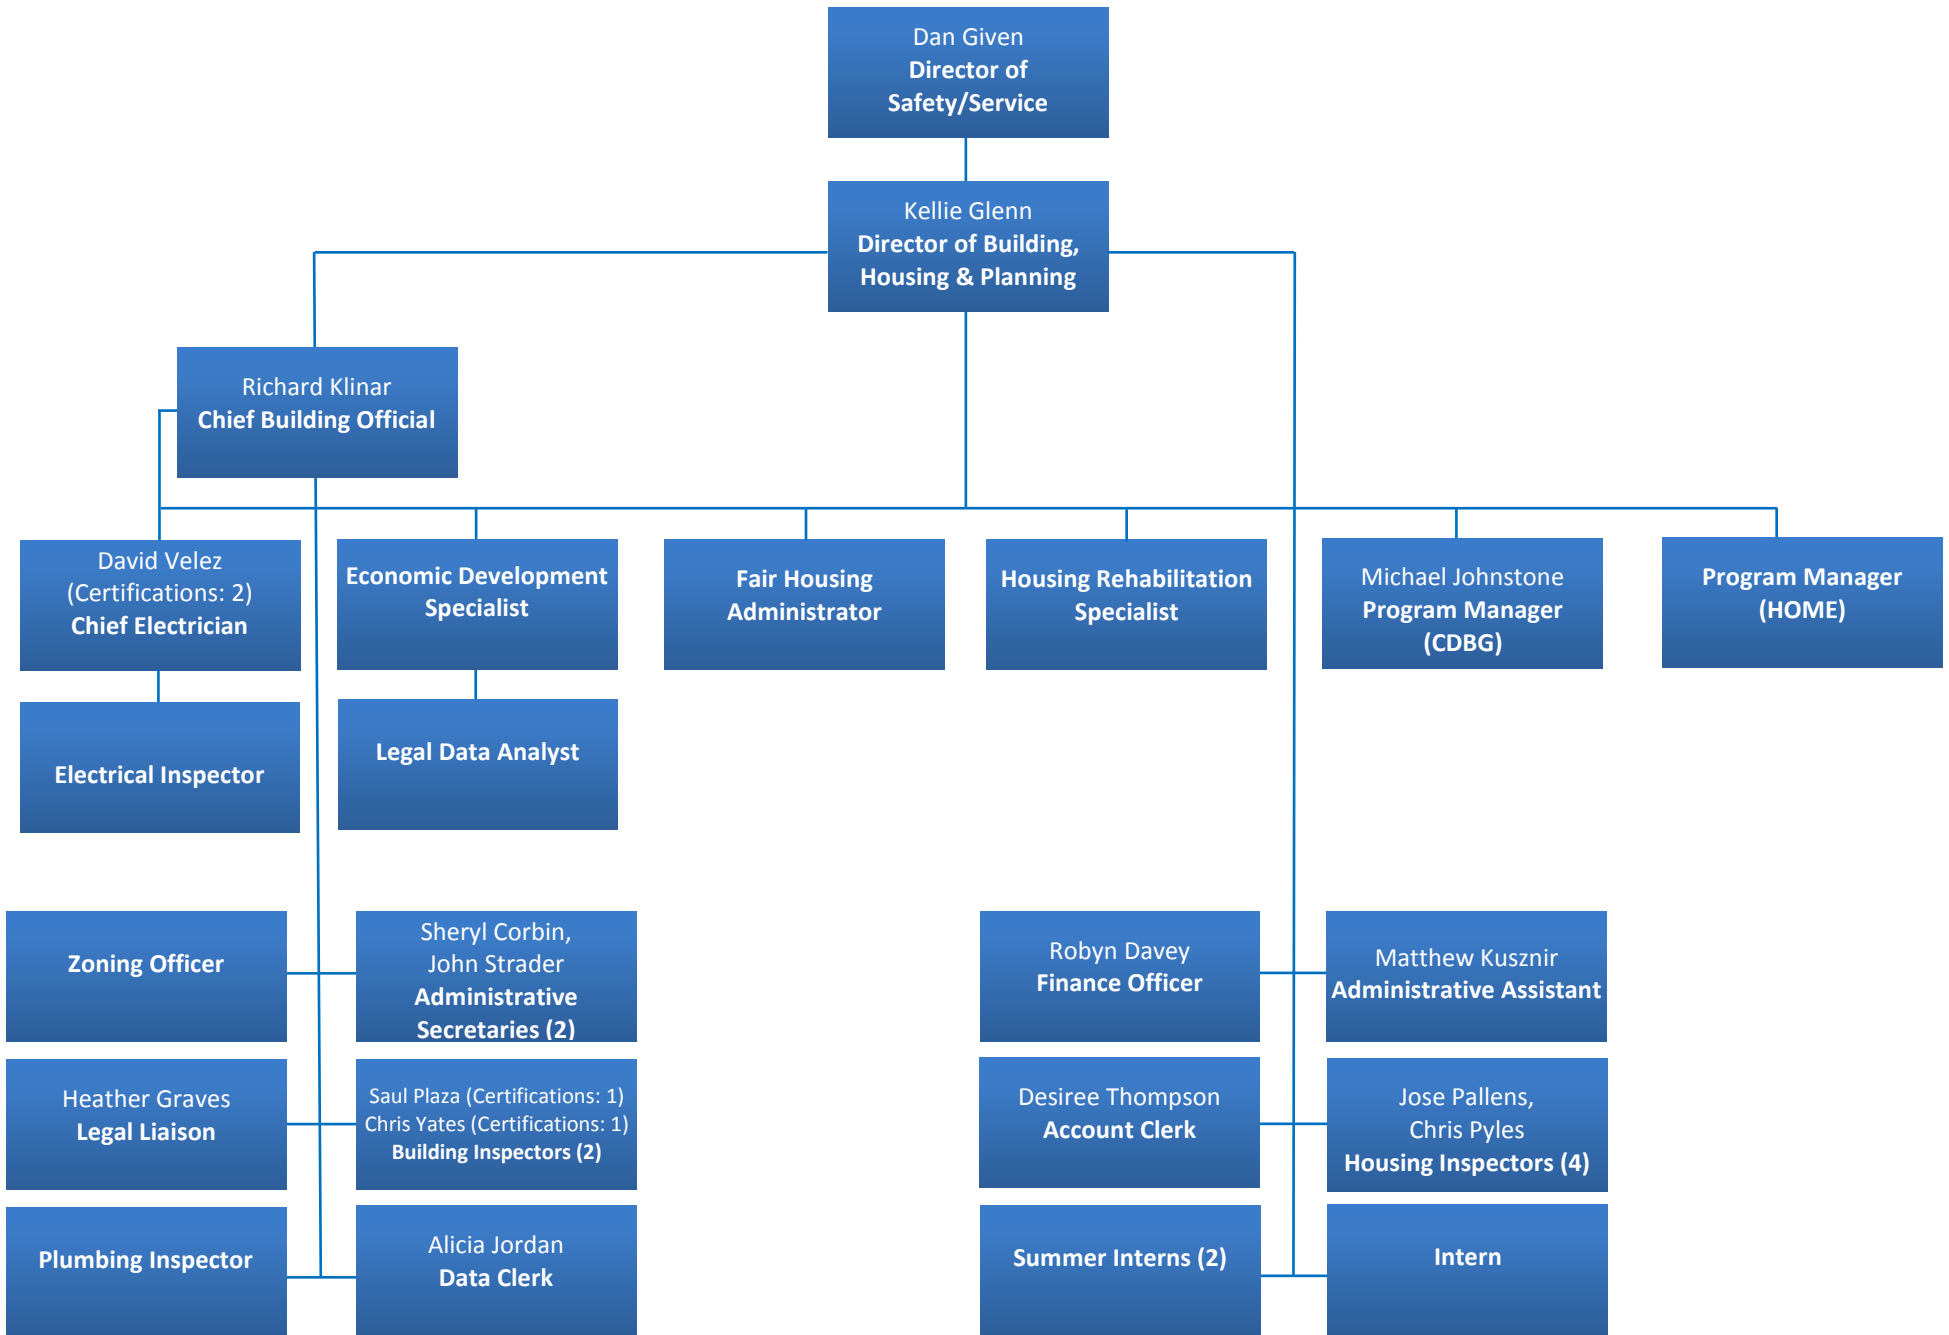 Dan Given
Director of
Safety/Service
Kellie Glenn
Director of Building,
Housing & Planning
Richard Klinar
Chief Building Official
David Velez
(Certifications: 2)
Chief Electrician
Economic Development
Specialist
Fair Housing
Administrator
Housing Rehabilitation
Specialist
Michael Johnstone
Program Manager
(CDBG)
Program Manager
(HOME)
Electrical Inspector
Legal Data Analyst
Zoning Officer
Sheryl Corbin,
John Strader
Administrative
Secretaries (2)
Robyn Davey
Finance Officer
Matthew Kusznir
Administrative Assistant
Heather Graves
Legal Liaison
Saul Plaza (Certifications: 1)
Chris Yates (Certifications: 1)
Building Inspectors (2)
Desiree Thompson
Account Clerk
Jose Pallens,
Chris Pyles
Housing Inspectors (4)
Plumbing Inspector
Alicia Jordan
Data Clerk
Summer Interns (2)
Intern